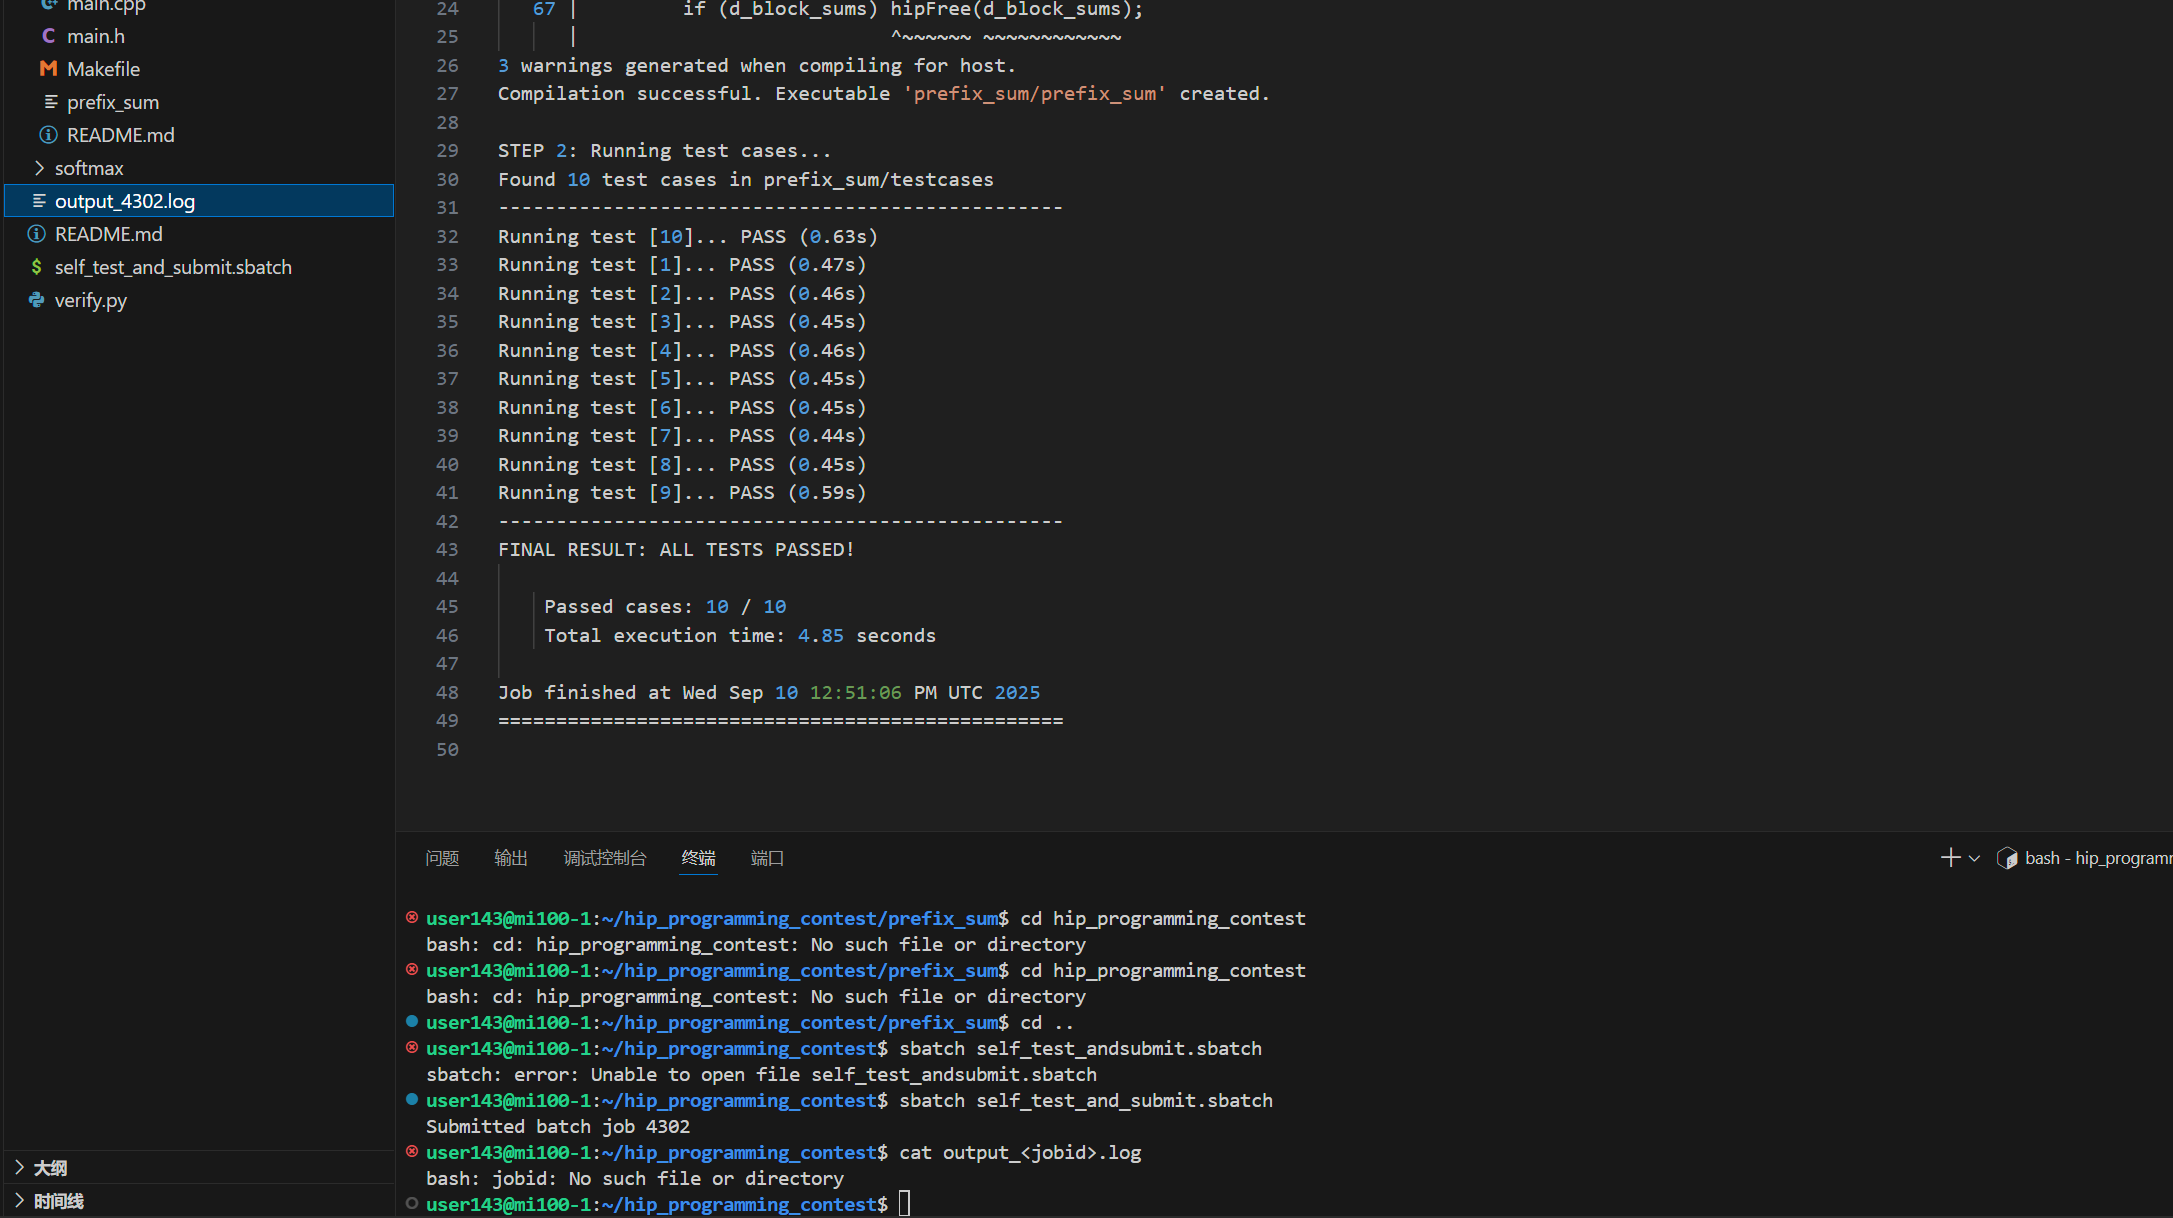 main.cpp
main.h
Makefile
prefix_sum
README.md
softmax
output_4302.log
README.md
self_test_and_submit.sbatch
verify.py
大纲
时间线
24 67 | if (d_block_sums) hipFree(d_block_sums);
25 | ^~~~~~~ ~~~~~~~~~~~~
26 3 warnings generated when compiling for host.
27 Compilation successful. Executable 'prefix_sum/prefix_sum' created.
28
29 STEP 2: Running test cases...
30 Found 10 test cases in prefix_sum/testcases
31 -------------------------------------------------
32 Running test [10]... PASS (0.63s)
33 Running test [1]... PASS (0.47s)
34 Running test [2]... PASS (0.46s)
35 Running test [3]... PASS (0.45s)
36 Running test [4]... PASS (0.46s)
37 Running test [5]... PASS (0.45s)
38 Running test [6]... PASS (0.45s)
39 Running test [7]... PASS (0.44s)
40 Running test [8]... PASS (0.45s)
41 Running test [9]... PASS (0.59s)
42 -------------------------------------------------
43 FINAL RESULT: ALL TESTS PASSED!
44
45 Passed cases: 10 / 10
46 Total execution time: 4.85 seconds
47
48 Job finished at Wed Sep 10 12:51:06 PM UTC 2025
49 =================================================
50
问题 输出 调试控制台 终端 端口
bash - hip_programm
user143@mi100-1:~/hip_programming_contest/prefix_sum$ cd hip_programming_contest
bash: cd: hip_programming_contest: No such file or directory
user143@mi100-1:~/hip_programming_contest/prefix_sum$ cd hip_programming_contest
bash: cd: hip_programming_contest: No such file or directory
user143@mi100-1:~/hip_programming_contest/prefix_sum$ cd ..
user143@mi100-1:~/hip_programming_contest$ sbatch self_test_andsubmit.sbatch
sbatch: error: Unable to open file self_test_andsubmit.sbatch
user143@mi100-1:~/hip_programming_contest$ sbatch self_test_and_submit.sbatch
Submitted batch job 4302
user143@mi100-1:~/hip_programming_contest$ cat output_<jobid>.log
bash: jobid: No such file or directory
user143@mi100-1:~/hip_programming_contest$